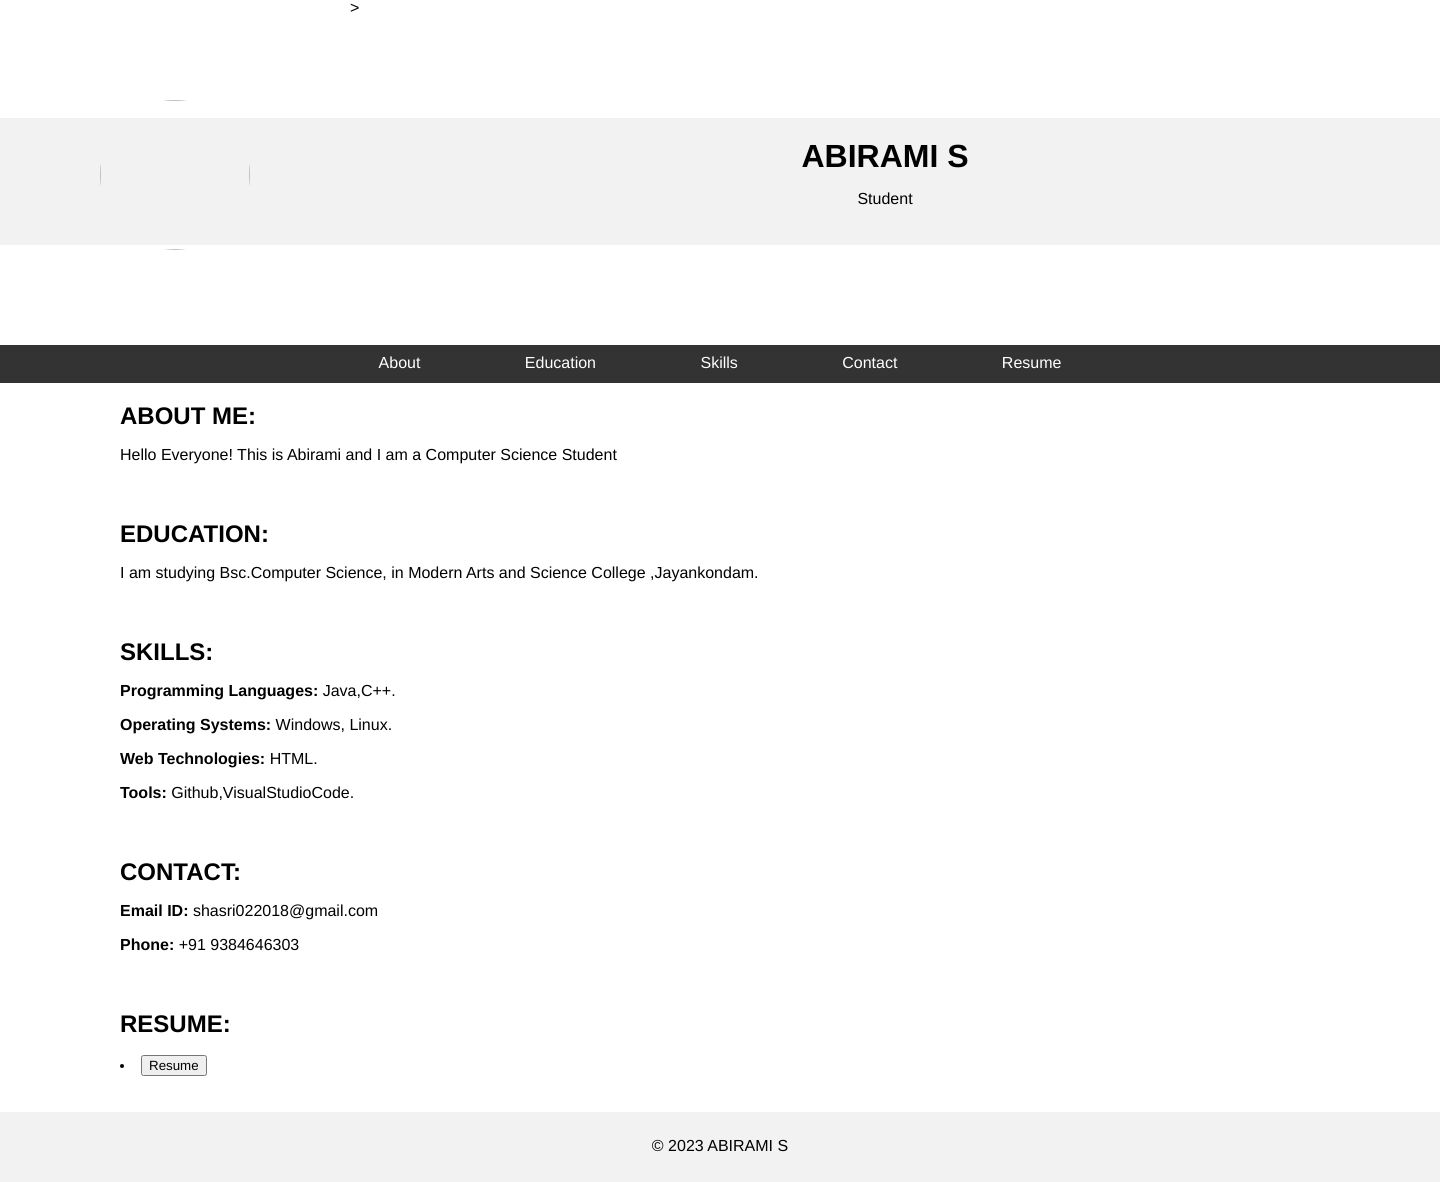 >
ABIRAMI S
Student
About Education Skills Contact Resume
ABOUT ME:
Hello Everyone! This is Abirami and I am a Computer Science Student
EDUCATION:
I am studying Bsc.Computer Science, in Modern Arts and Science College ,Jayankondam.
SKILLS:
Programming Languages: Java,C++.
Operating Systems: Windows, Linux.
Web Technologies: HTML.
Tools: Github,VisualStudioCode.
CONTACT:
Email ID: shasri022018@gmail.com
Phone: +91 9384646303
RESUME:
• Resume
© 2023 ABIRAMI S